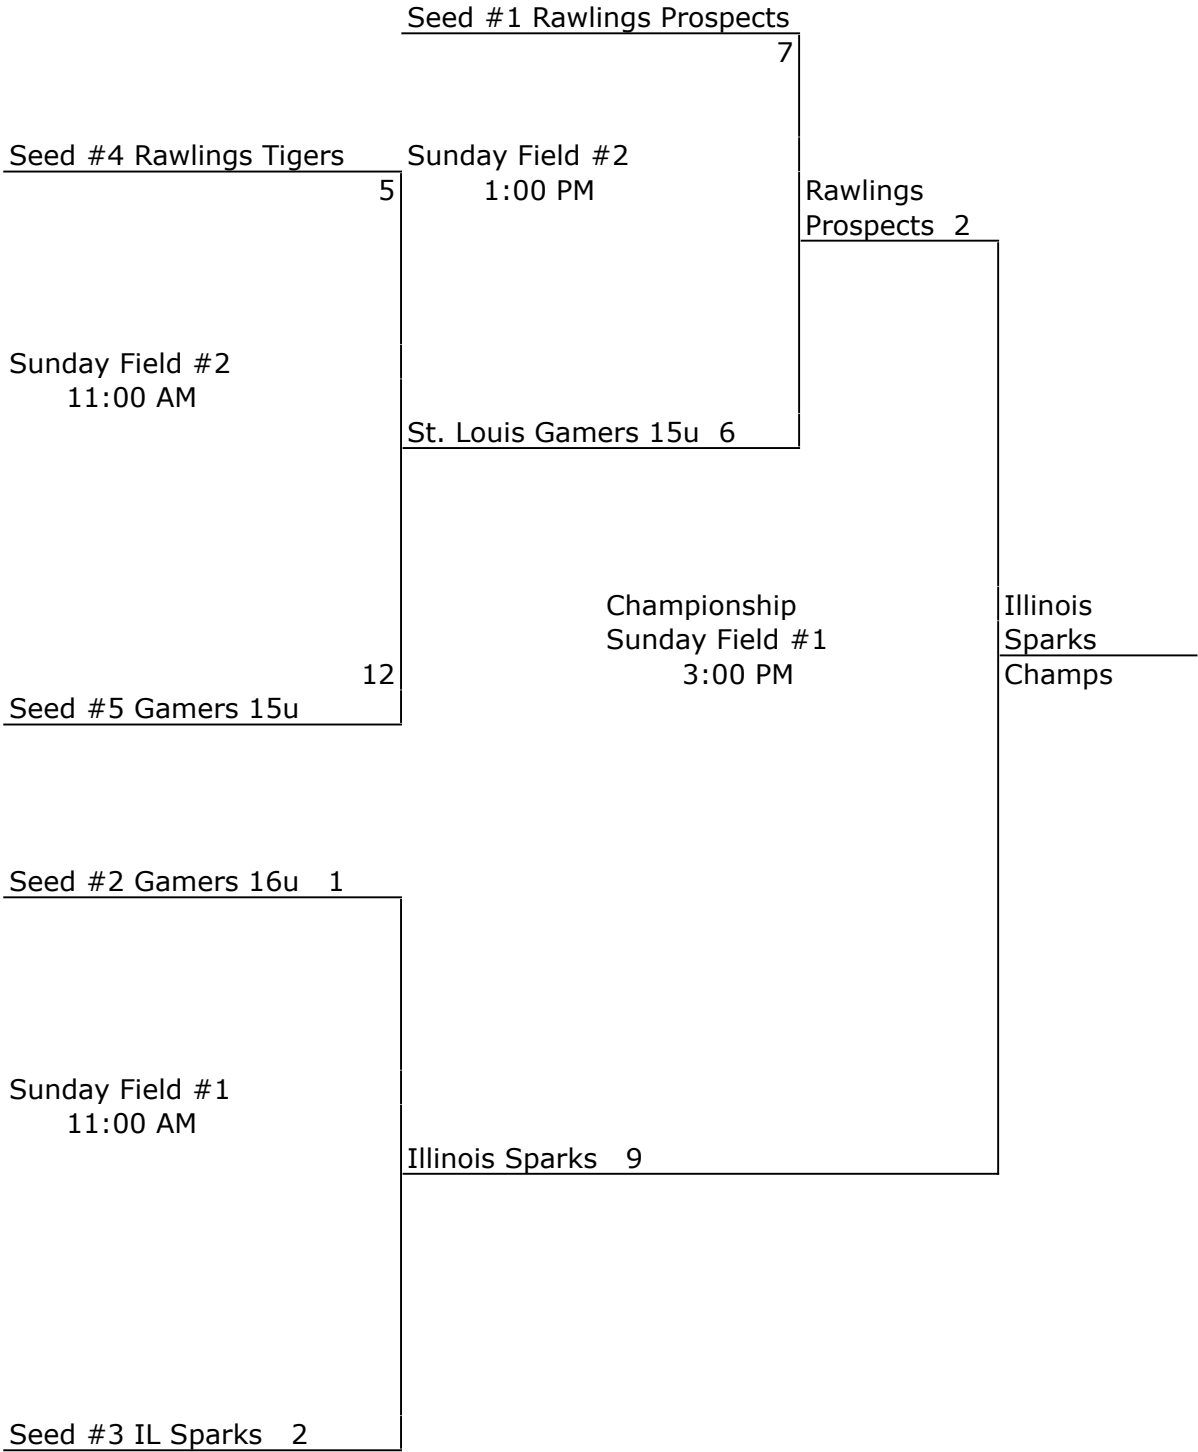 Seed #1 Rawlings Prospects
7
Seed #4 Rawlings Tigers
5
Sunday Field #2
1:00 PM
Rawlings
Prospects 2
Sunday Field #2
11:00 AM
St. Louis Gamers 15u 6
Championship
Sunday Field #1
3:00 PM
Illinois
Sparks
Champs
12
Seed #5 Gamers 15u
Seed #2 Gamers 16u 1
Sunday Field #1
11:00 AM
Illinois Sparks 9
Seed #3 IL Sparks 2